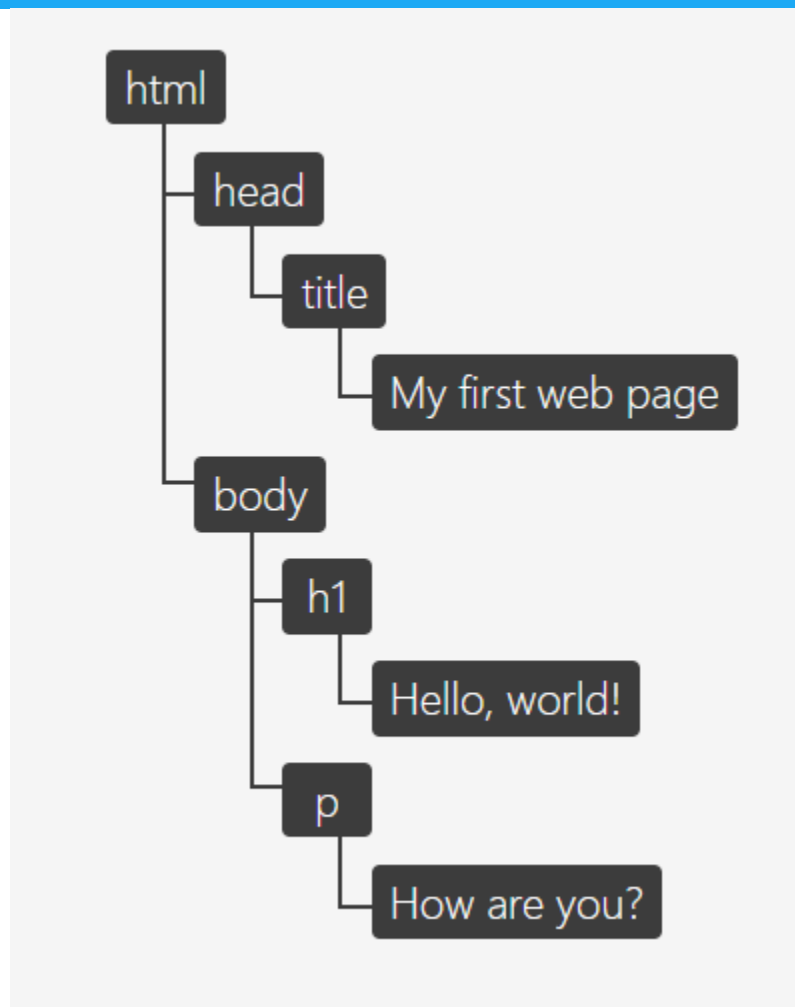 html
head
title
My first web page
body
h1
Hello, world!
p
How are you?